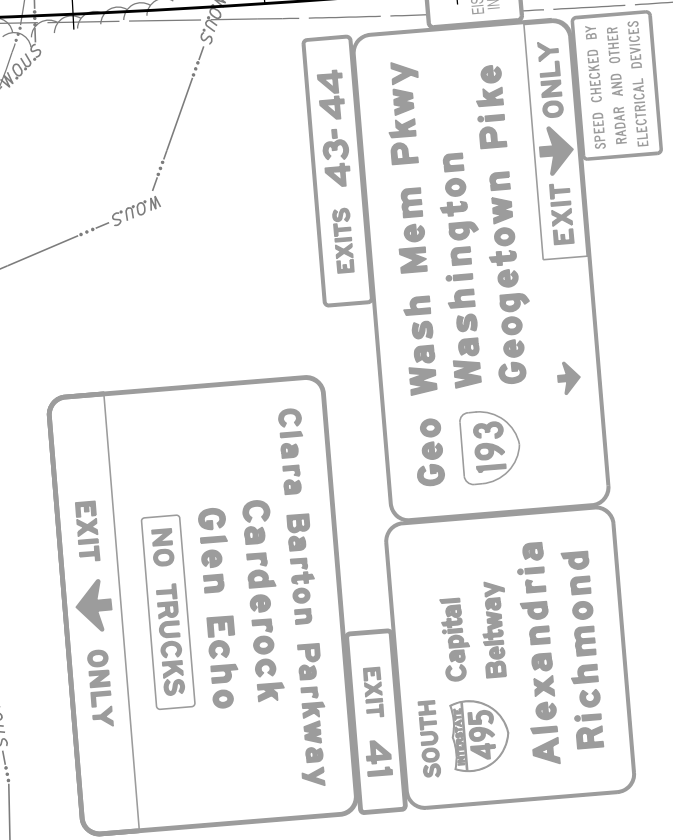 W.O.U.S
W.O.U.S
EXITS 43-44
Geo Wash Mem Pkwy
193 Washington
Geogetown Pike
EXIT ONLY
SPEED CHECKED BY
RADAR AND OTHER
ELECTRICAL DEVICES
EXIT 41
Clara Barton Parkway
Carderock
Glen Echo
NO TRUCKS
EXIT ONLY
SOUTH
INTERSTATE
495
Capital
Beltway
Alexandria
Richmond